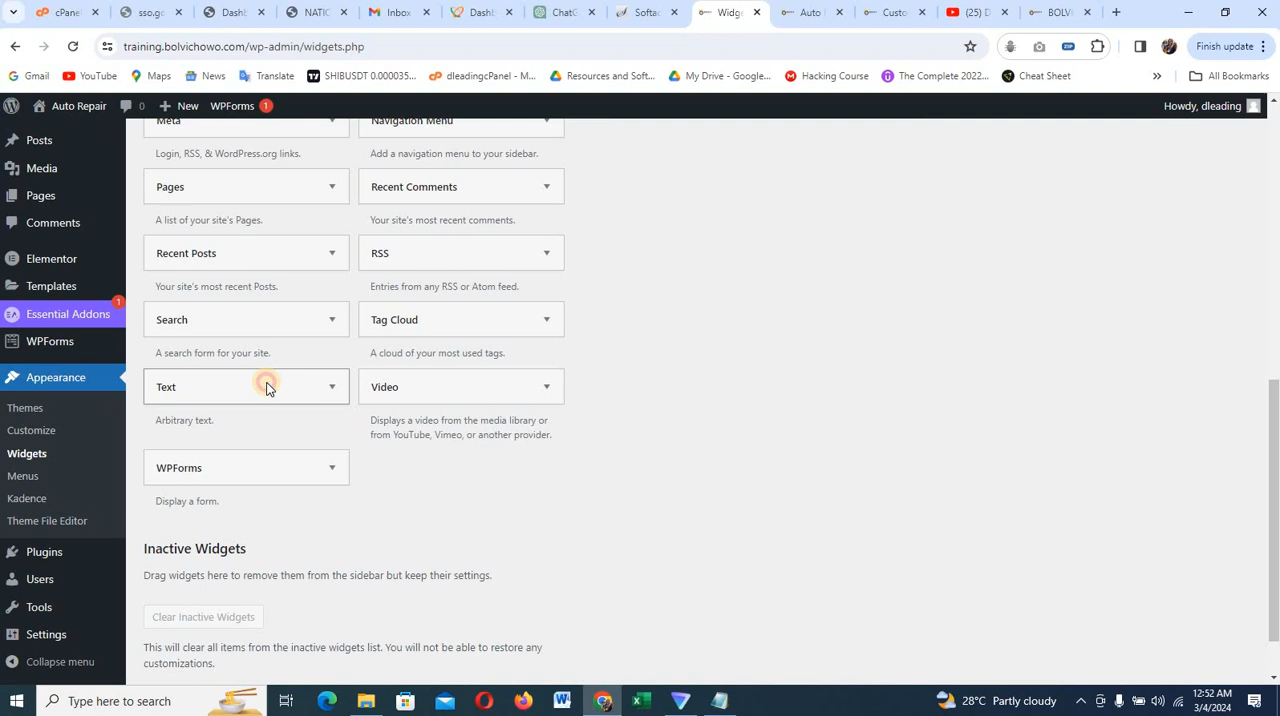 cPanel
sso.go
Dashb
NATIC
Inbox
Dashl
ChatG
Softac
Widge
Auto
Custo
(25) D
BOLVI
training.bolvichowo.com/wp-admin/widgets.php
Finish update
Gmail
YouTube
Maps
News
Translate
SHIBUSDT 0.000035...
dleadingcPanel - M...
Resources and Soft...
My Drive - Google...
Hacking Course
The Complete 2022...
Cheat Sheet
»
All Bookmarks
Auto Repair
0
New
WPForms 1
Howdy, dleading
Posts
Media
Pages
Comments
Elementor
Templates
Essential Addons
1
WPForms
Appearance
Themes
Customize
Widgets
Menus
Kadence
Theme File Editor
Plugins
Users
Tools
Settings
Collapse menu
Meta
Navigation Menu
Login, RSS, & WordPress.org links.
Add a navigation menu to your sidebar.
Pages
Recent Comments
A list of your site's Pages.
Your site's most recent comments.
Recent Posts
RSS
Your site's most recent Posts.
Entries from any RSS or Atom feed.
Search
Tag Cloud
A search form for your site.
A cloud of your most used tags.
Text
Video
Arbitrary text.
Displays a video from the media library or
from YouTube, Vimeo, or another provider.
WPForms
Display a form.
Inactive Widgets
Drag widgets here to remove them from the sidebar but keep their settings.
Clear Inactive Widgets
This will clear all items from the inactive widgets list. You will not be able to restore any
customizations.
Type here to search
28°C Partly cloudy
12:52 AM
3/4/2024